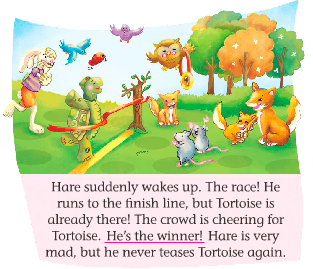 Hare suddenly wakes up. The race! He
runs to the finish line, but Tortoise is
already there! The crowd is cheering for
Tortoise. He's the winner! Hare is very
mad, but he never teases Tortoise again.